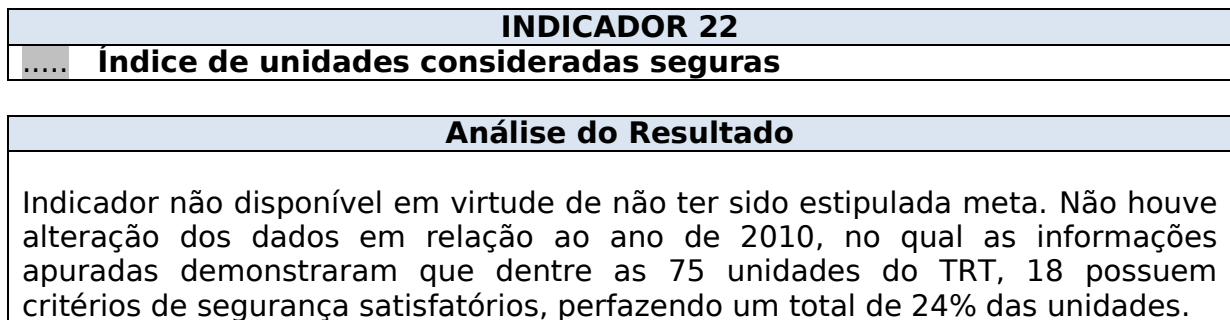 INDICADOR 22
..... Índice de unidades consideradas seguras
Análise do Resultado
Indicador não disponível em virtude de não ter sido estipulada meta. Não houve
alteração dos dados em relação ao ano de 2010, no qual as informações
apuradas demonstraram que dentre as 75 unidades do TRT, 18 possuem
critérios de segurança satisfatórios, perfazendo um total de 24% das unidades.